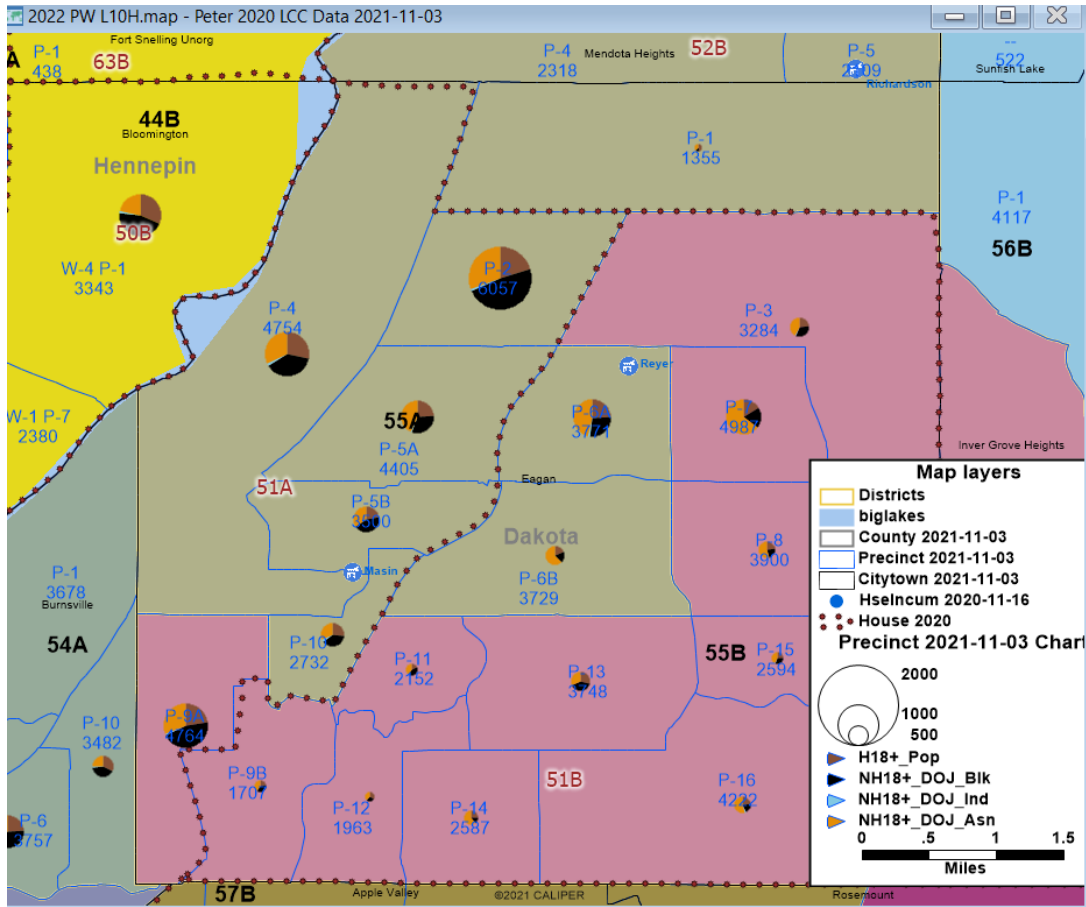 2022 PW L10H.map - Peter 2020 LCC Data 2021-11-03
Fort Snelling Unorg
A
P-1
438
63B
P-4
2318
Mendota Heights
52B
P-5
Richardson
--
522
Sunfish Lake
44B
Bloomington
Hennepin
50B
W-4 P-1
3343
P-1
1355
P-1
4117
56B
P-2
6057
P-4
4754
P-3
3284
Reyer
W-1 P-7
2380
55A
P-5A
4405
P-6A
3771
4987
Inver Grove Heights
51A
Eagan
P-5B
3500
Dakota
P-8
3900
Masin
P-6B
3729
P-1
3678
Burnsville
54A
P-10
2732
P-11
2152
P-13
3748
55B
P-15
2594
P-9A
4764
P-10
3482
P-9B
1707
51B
P-12
1963
P-14
2587
P-16
4222
P-6
3757
57B
Apple Valley
©2021 CALIPER
Rosemount
Map layers
Districts
biglakes
County 2021-11-03
Precinct 2021-11-03
Citytown 2021-11-03
HseIncum 2020-11-16
House 2020
Precinct 2021-11-03 Chart
2000
1000
500
H18+_Pop
NH18+_DOJ_Blk
NH18+_DOJ_Ind
NH18+_DOJ_Asn
0 .5 1 1.5
Miles